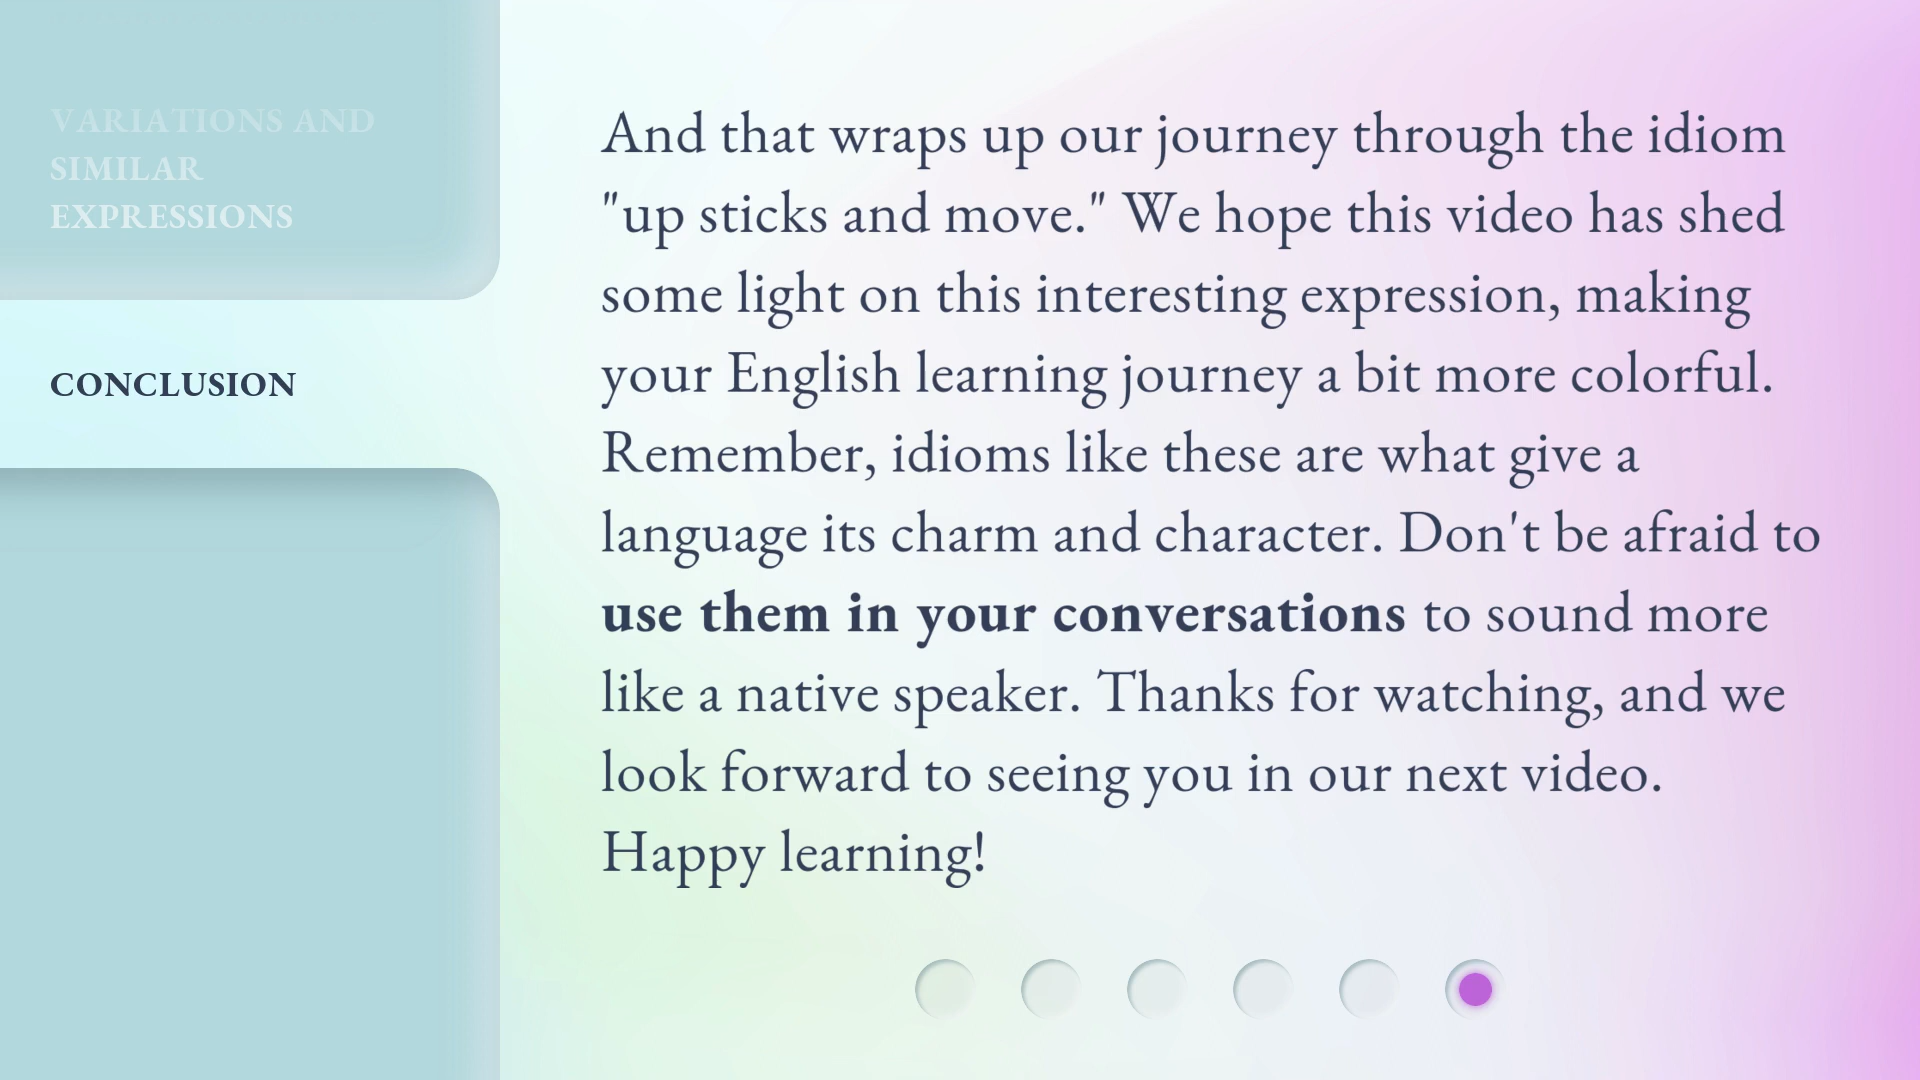 VARIATIONS AND
SIMILAR
EXPRESSIONS
CONCLUSION
And that wraps up our journey through the idiom
"up sticks and move." We hope this video has shed
some light on this interesting expression, making
your English learning journey a bit more colorful.
Remember, idioms like these are what give a
language its charm and character. Don't be afraid to
use them in your conversations to sound more
like a native speaker. Thanks for watching, and we
look forward to seeing you in our next video.
Happy learning!